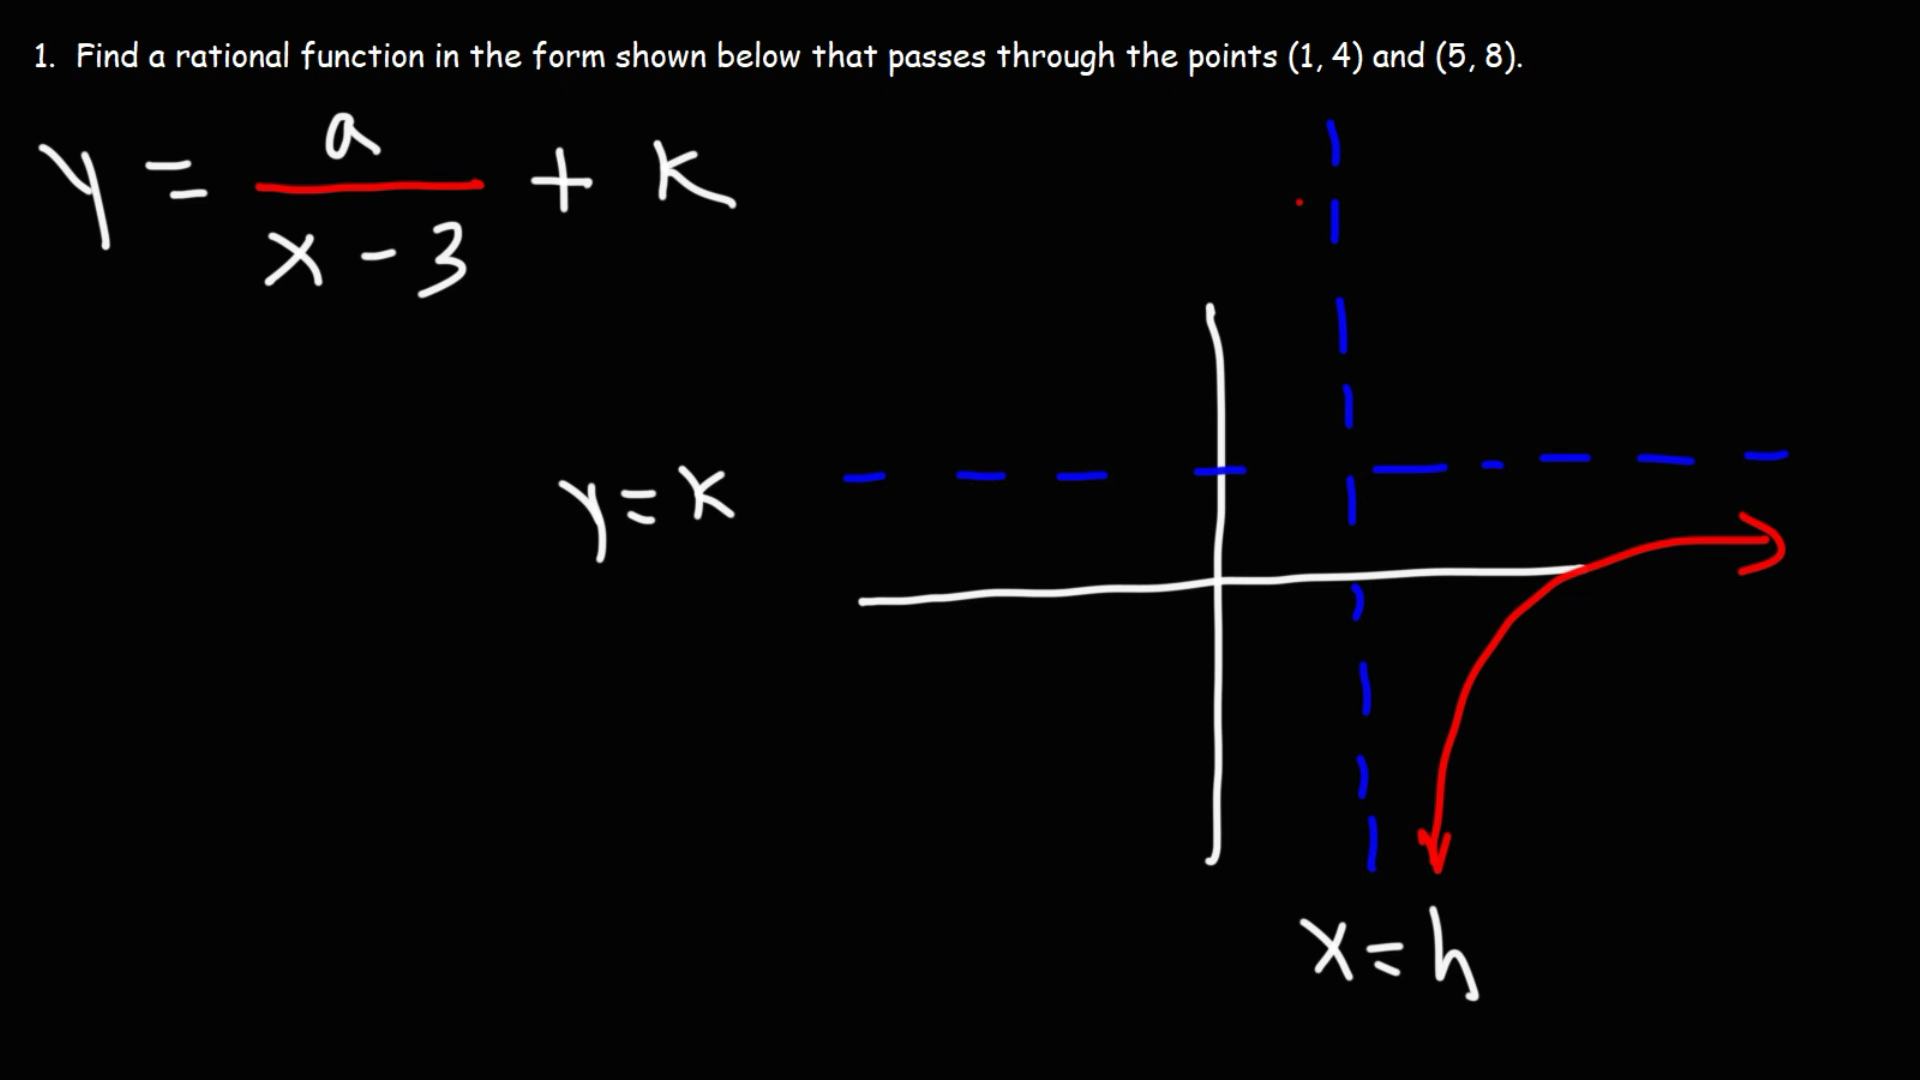 1. Find a rational function in the form shown below that passes through the points (1, 4) and (5, 8).
y = a / x - 3 + k
y = k
x = h